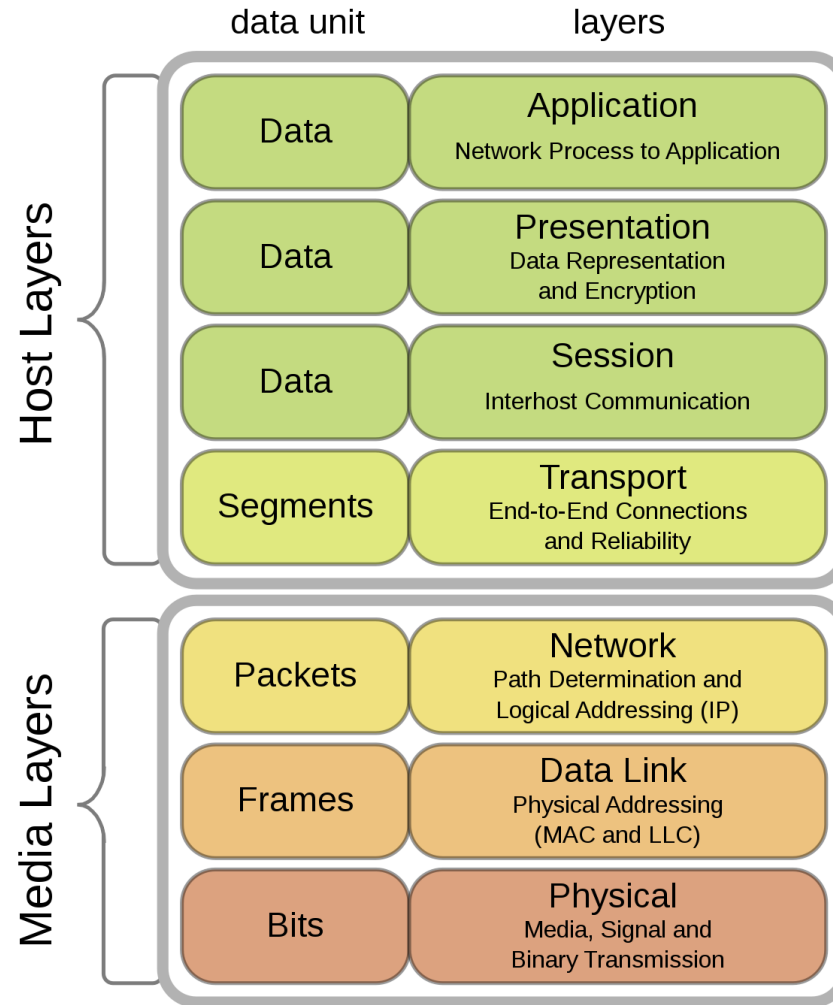 data unit
layers
Host Layers
Data
Application
Network Process to Application
Data
Presentation
Data Representation
and Encryption
Data
Session
Interhost Communication
Segments
Transport
End-to-End Connections
and Reliability
Media Layers
Packets
Network
Path Determination and
Logical Addressing (IP)
Frames
Data Link
Physical Addressing
(MAC and LLC)
Bits
Physical
Media, Signal and
Binary Transmission